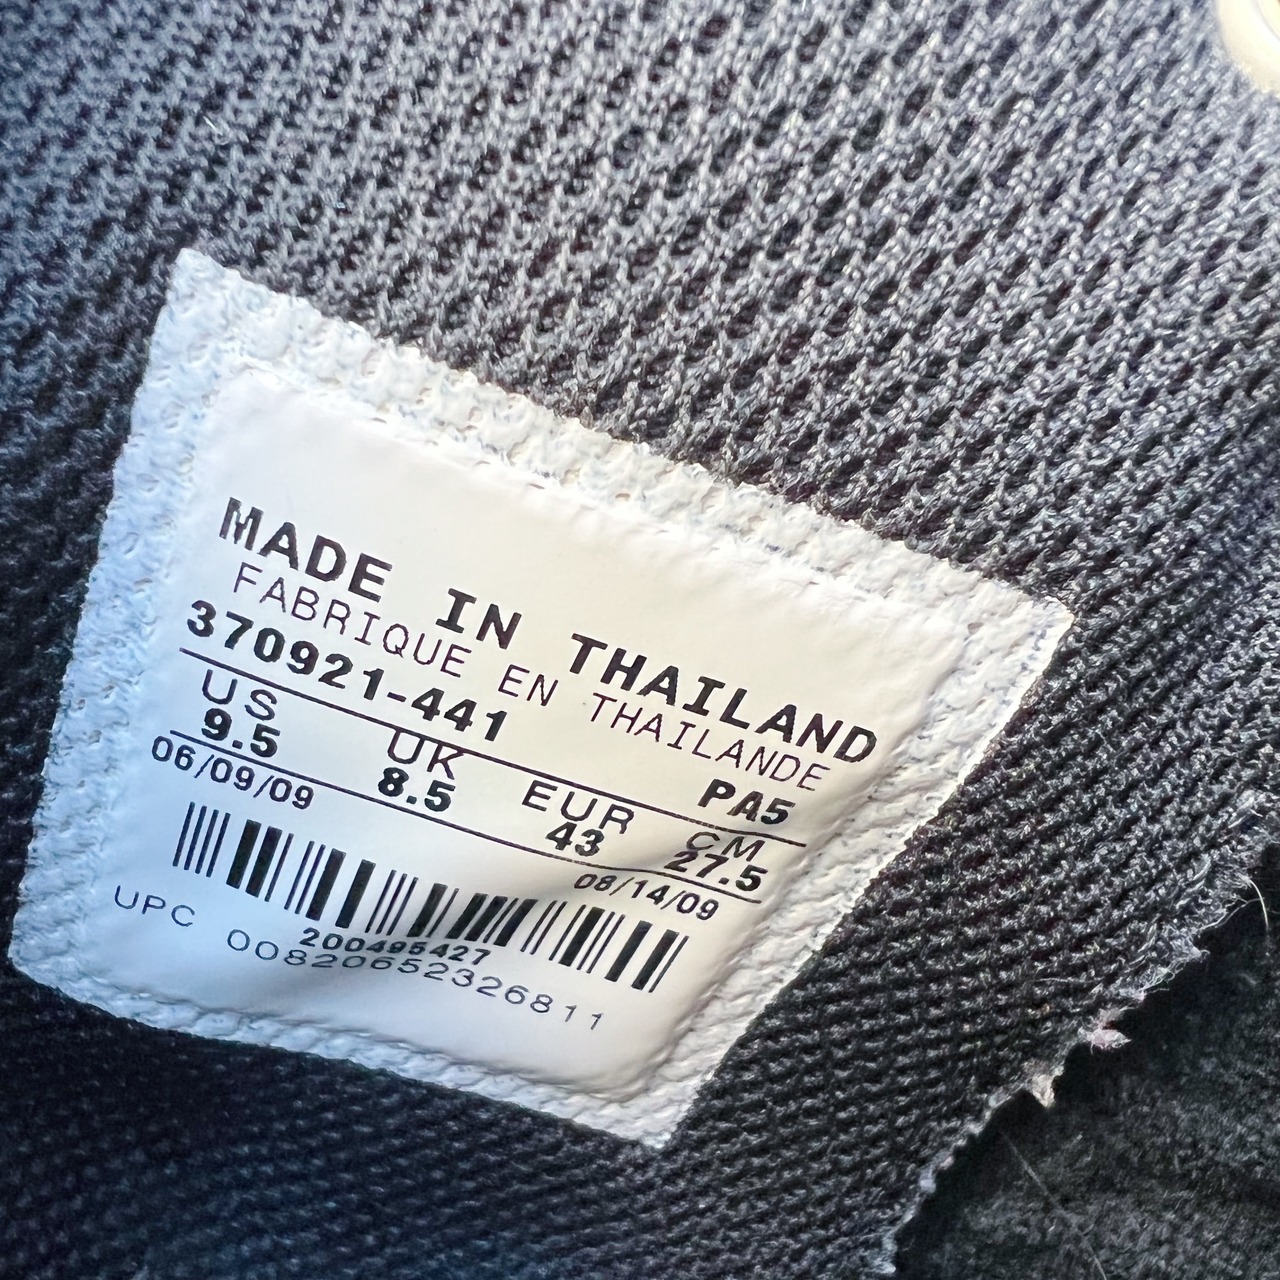 MADE IN THAILAND
FABRIQUE EN THAILANDE
370921-441 PA5
US UK EUR CM
9.5 8.5 43 27.5
06/09/09 08/14/09
200495427
UPC 00820652326811